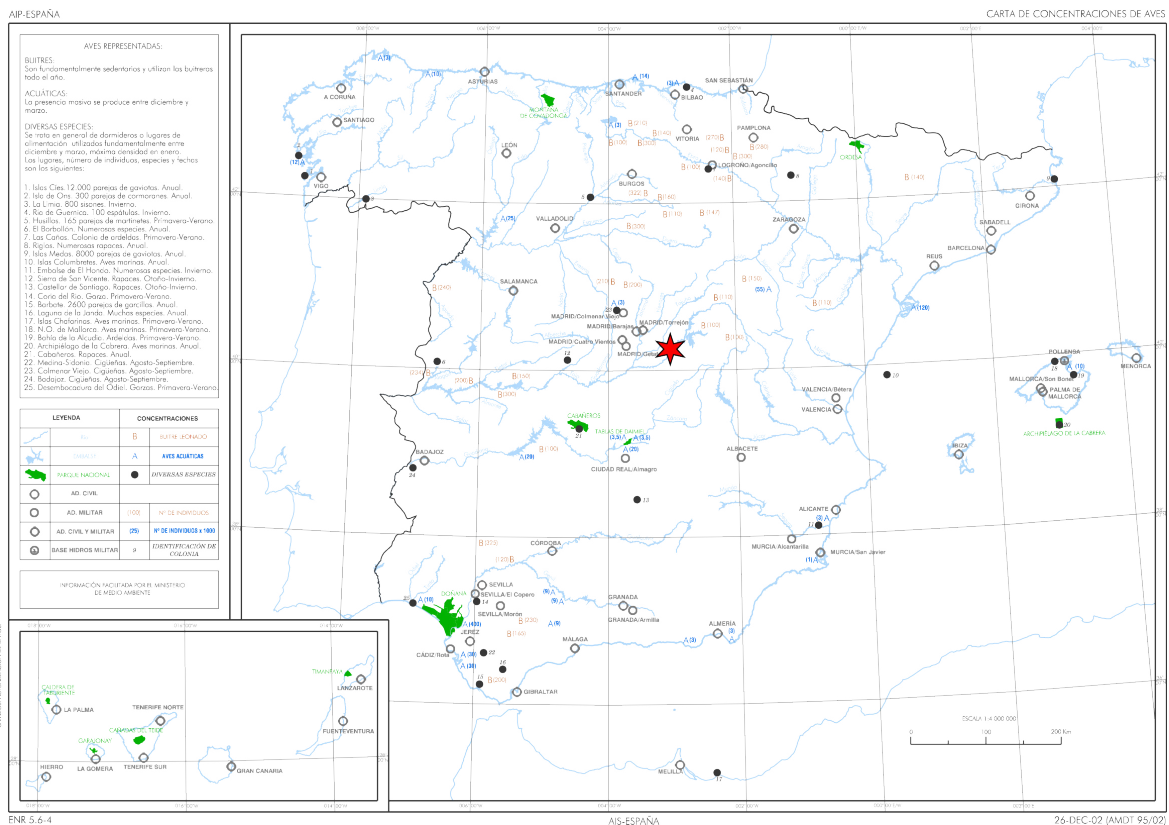 AIP-ESPAÑA
CARTA DE CONCENTRACIONES DE AVES
AVES REPRESENTADAS:
BUITRES:
Son fundamentalmente sedentarios y utilizan las buitreras
todo el año.
ACUÁTICAS:
La presencia masiva se produce entre diciembre y
marzo.
DIVERSAS ESPECIES:
Se trata en general de dormideros o lugares de
alimentación utilizados fundamentalmente entre
diciembre y marzo, máxima densidad en enero.
Los lugares, número de individuos, especies y fechas
son los siguientes:
1. Islas Cíes. 12.000 parejas de gaviotas. Anual.
2. Isla de Ons. 300 parejas de cormoranes. Anual.
3. La Limia. 800 sisones. Invierno.
4. Ría de Guernica. 100 espátulas. Invierno.
5. Husillas. 165 parejas de martinetes. Primavera-Verano.
6. El Borbollón. Numerosas especies. Anual.
7. Las Cañas. Colonia de ardeidas. Primavera-Verano.
8. Riglos. Numerosas rapaces. Anual.
9. Islas Medas. 8000 parejas de gaviotas. Anual.
10. Islas Columbretes. Aves marinas. Anual.
11. Embalse de El Hondo. Numerosas especies. Invierno.
12. Sierra de San Vicente. Rapaces. Otoño-Invierno.
13. Castellar de Santiago. Rapaces. Otoño-Invierno.
14. Coria del Río. Garzas. Primavera-Verano.
15. Barbate. 2600 parejas de garcillas. Anual.
16. Laguna de la Janda. Muchas especies. Anual.
17. Islas Chafarinas. Aves marinas. Primavera-Verano.
18. N.O. de Mallorca. Aves marinas. Primavera-Verano.
19. Bahía de la Alcudia. Ardeidas. Primavera-Verano.
20. Archipiélago de la Cabrera. Aves marinas. Anual.
21. Cabañeros. Rapaces. Anual.
22. Medina-Sidonia. Cigüeñas. Agosto-Septiembre.
23. Colmenar Viejo. Cigüeñas. Agosto-Septiembre.
24. Badajoz. Cigüeñas. Agosto-Septiembre.
25. Desembocadura del Odiel. Garzas. Primavera-Verano.
LEYENDA
CONCENTRACIONES
B BUITRE LEONADO
A AVES ACUÁTICAS
PARQUE NACIONAL
DIVERSAS ESPECIES
AD. CIVIL
AD. MILITAR
(100) Nº DE INDIVIDUOS
AD. CIVIL Y MILITAR
(25) Nº DE INDIVIDUOS x 1000
BASE HIDROS MILITAR
9 IDENTIFICACIÓN DE
COLONIA
INFORMACIÓN FACILITADA POR EL MINISTERIO
DE MEDIO AMBIENTE
A CORUÑA
SANTIAGO
VIGO
ASTURIAS
MONTAÑA
DE COVADONGA
SANTANDER
BILBAO
SAN SEBASTIÁN
VITORIA
PAMPLONA
LEÓN
BURGOS
LOGROÑO/Agoncillo
ORDESA
VALLADOLID
ZARAGOZA
GIRONA
SABADELL
BARCELONA
REUS
SALAMANCA
MADRID/Colmenar Viejo
MADRID/Torrejón
MADRID/Barajas
MADRID/Cuatro Vientos
MADRID/Getafe
POLLENSA
MENORCA
MALLORCA/Son Bonet
PALMA DE
MALLORCA
VALENCIA/Bétera
VALENCIA
CABAÑEROS
TABLAS DE DAIMIEL
ARCHIPIÉLAGO DE LA CABRERA
BADAJOZ
CIUDAD REAL/Almagro
ALBACETE
IBIZA
ALICANTE
MURCIA/Alcantarilla
MURCIA/San Javier
CÓRDOBA
SEVILLA
SEVILLA/El Copero
SEVILLA/Morón
DOÑANA
JEREZ
CÁDIZ/Rota
GRANADA
GRANADA/Armilla
ALMERÍA
MÁLAGA
GIBRALTAR
MELILLA
ESCALA 1:4 000 000
0 100 200 Km
CALDERA DE
TABURIENTE
LA PALMA
TENERIFE NORTE
CAÑADAS DEL TEIDE
GARAJONAY
HIERRO
LA GOMERA
TENERIFE SUR
GRAN CANARIA
TIMANFAYA
LANZAROTE
FUERTEVENTURA
ENR 5.6-4
AIS-ESPAÑA
26-DEC-02 (AMDT 95/02)